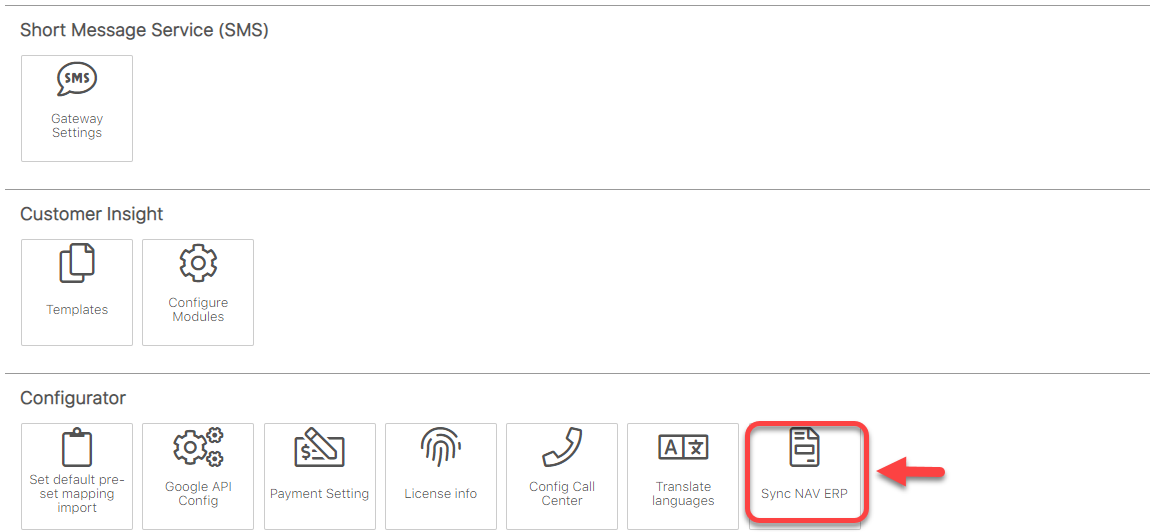 Short Message Service (SMS)
SMS
Gateway
Settings
Customer Insight
Templates
Configure
Modules
Configurator
Set default pre-
set mapping
import
$
Google API
Config
Payment Setting
License info
Config Call
Center
A 文
Translate
languages
Sync NAV ERP